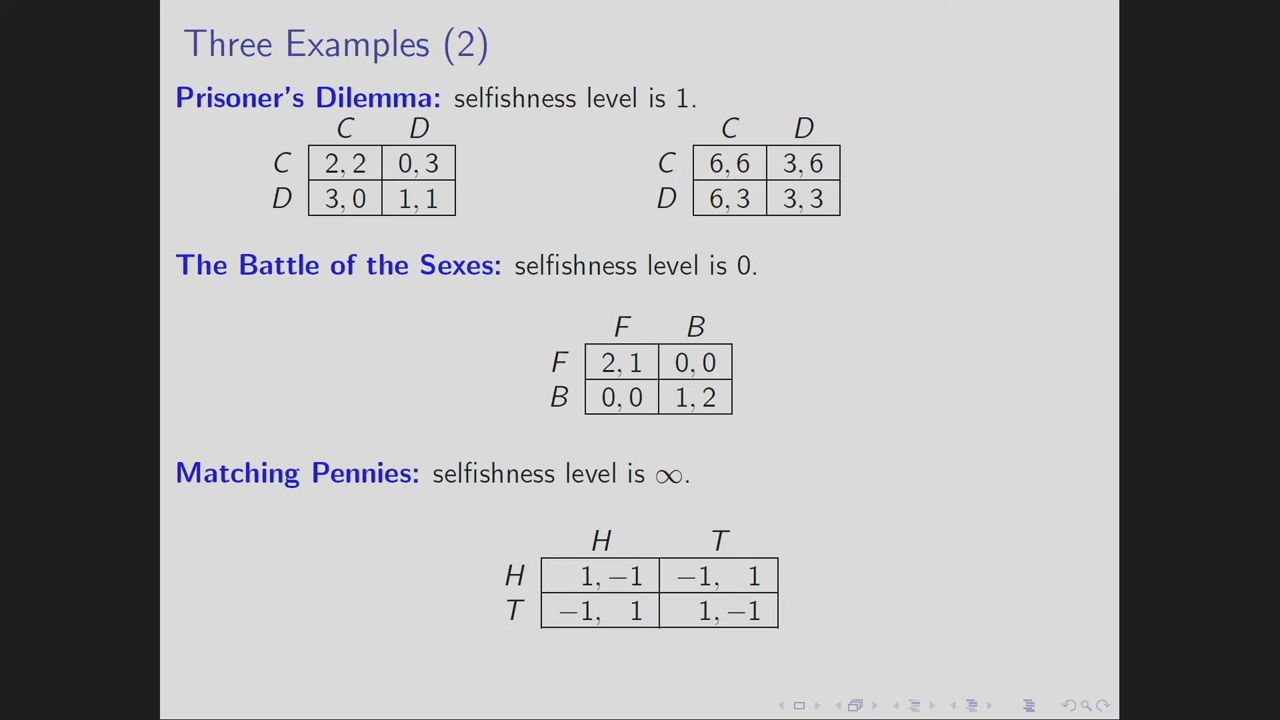 Three Examples (2)
Prisoner's Dilemma: selfishness level is 1.
C D C D
C 2, 2 0, 3 C 6, 6 3, 6
D 3, 0 1, 1 D 6, 3 3, 3
The Battle of the Sexes: selfishness level is 0.
F B
F 2, 1 0, 0
B 0, 0 1, 2
Matching Pennies: selfishness level is ∞.
H T
H 1, −1 −1, 1
T −1, 1 1, −1